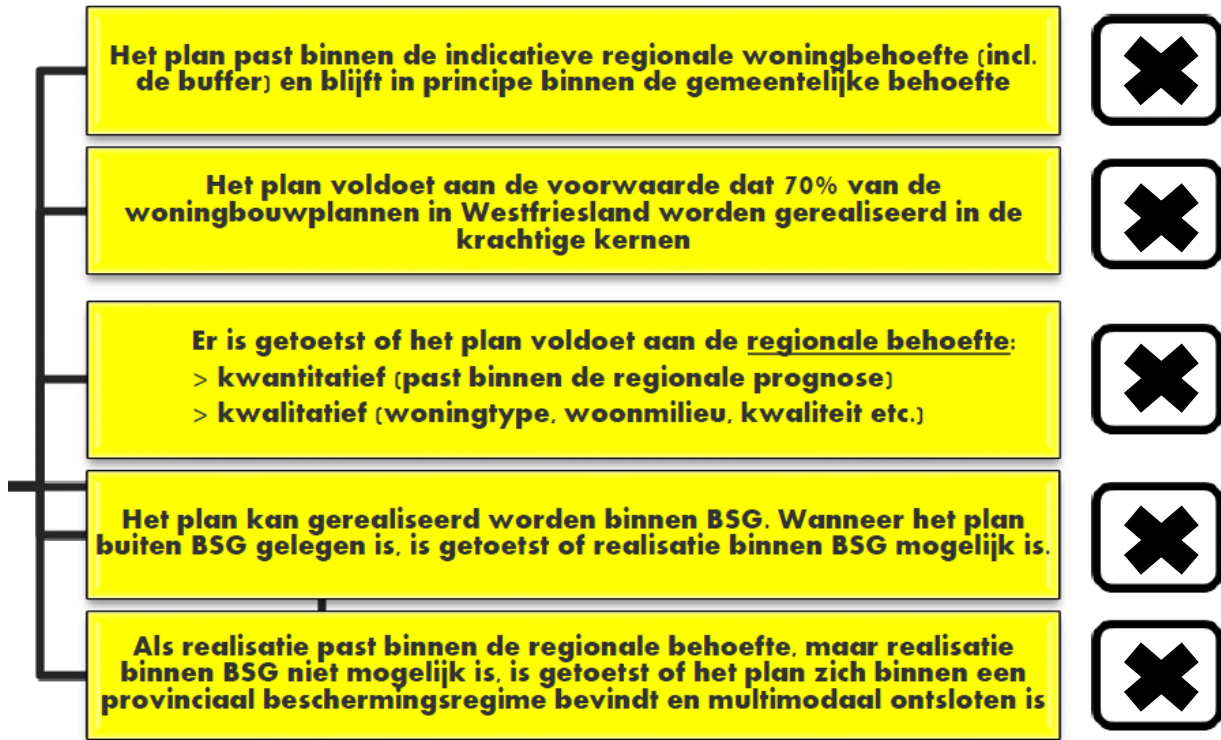 Het plan past binnen de indicatieve regionale woningbehoefte (incl.
de buffer) en blijft in principe binnen de gemeentelijke behoefte
Het plan voldoet aan de voorwaarde dat 70% van de
woningbouwplannen in Westfriesland worden gerealiseerd in de
krachtige kernen
Er is getoetst of het plan voldoet aan de regionale behoefte:
> kwantitatief (past binnen de regionale prognose)
> kwalitatief (woningtype, woonmilieu, kwaliteit etc.)
Het plan kan gerealiseerd worden binnen BSG. Wanneer het plan
buiten BSG gelegen is, is getoetst of realisatie binnen BSG mogelijk is.
Als realisatie past binnen de regionale behoefte, maar realisatie
binnen BSG niet mogelijk is, is getoetst of het plan zich binnen een
provinciaal beschermingsregime bevindt en multimodaal ontsloten is